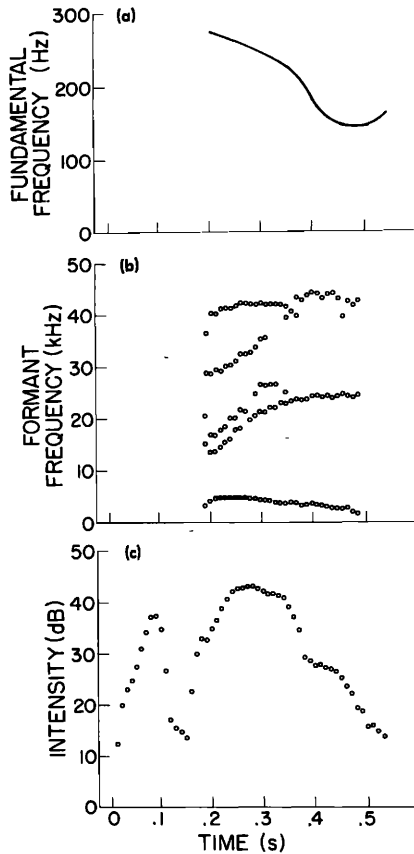 (a)
300
200
100
0
FUNDAMENTAL
FREQUENCY (Hz)
(b)
50
40
30
20
10
0
FORMANT
FREQUENCY (kHz)
(c)
50
40
30
20
10
0
INTENSITY (dB)
0 .1 .2 .3 .4 .5
TIME (s)